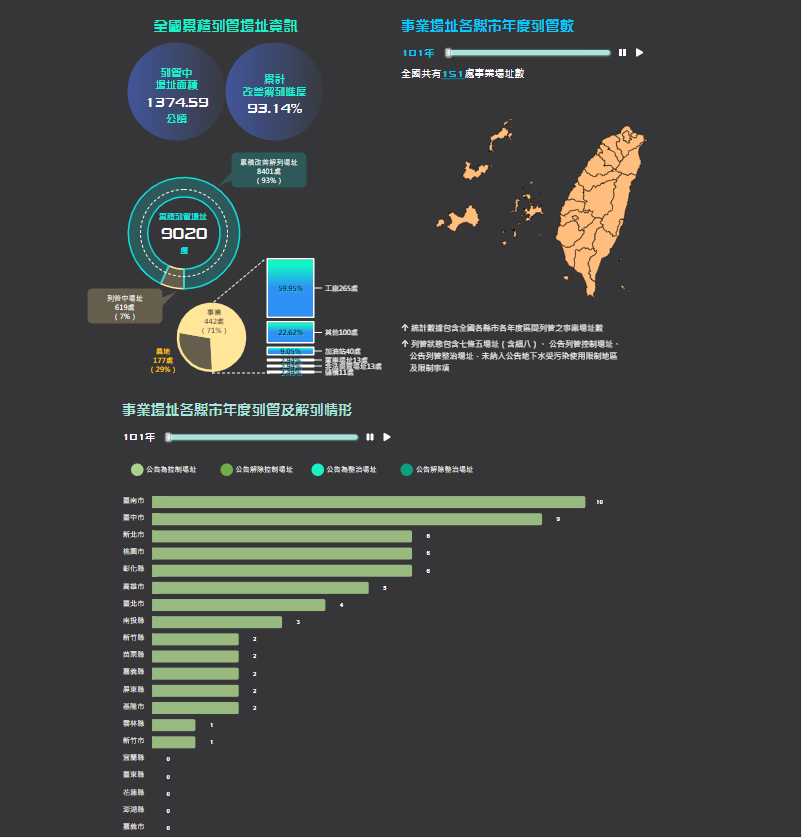 全國累積列管場址資訊
列管中
場址面積
1374.59
公頃
累計
改善解列進度
93.14%
累積改善解列場址
8401處
(93%)
累積列管場址
9020
處
列管中場址
619處
(7%)
事業
442處
(71%)
農地
177處
(29%)
59.95%
工廠265處
22.62%
其他100處
9.05%
加油站40處
軍事場址13處
非法棄置場址13處
儲槽11處
事業場址各縣市年度列管數
101年
全國共有151處事業場址數
↑ 統計數據包含全國各縣市各年度區間列管之事業場址數
↑ 列管狀態包含七條五場址(含細八)、公告列管控制場址、
公告列管整治場址,未納入公告地下水受污染使用限制地區
及限制事項
事業場址各縣市年度列管及解列情形
101年
公告為控制場址
公告解除控制場址
公告為整治場址
公告解除整治場址
臺南市 10
臺中市 9
新北市 6
桃園市 6
彰化縣 6
高雄市 5
臺北市 4
南投縣 3
新竹縣 2
苗栗縣 2
嘉義縣 2
屏東縣 2
基隆市 2
雲林縣 1
新竹市 1
宜蘭縣 0
臺東縣 0
花蓮縣 0
澎湖縣 0
嘉義市 0